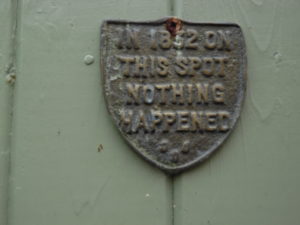 IN 1832 ON
THIS SPOT
NOTHING
HAPPENED